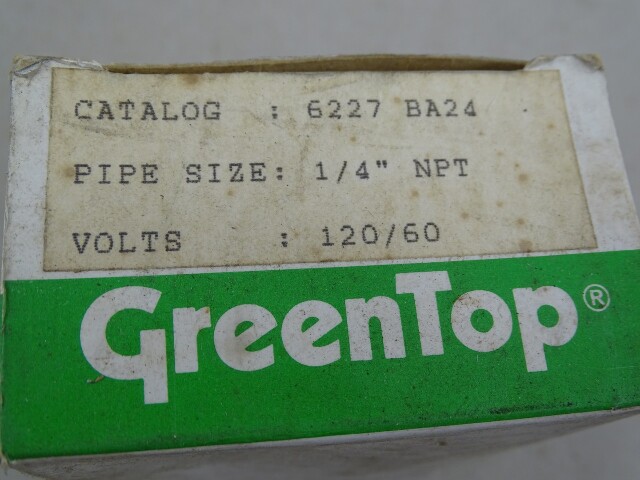 CATALOG : 6227 BA24
PIPE SIZE: 1/4" NPT
VOLTS : 120/60
GreenTop®